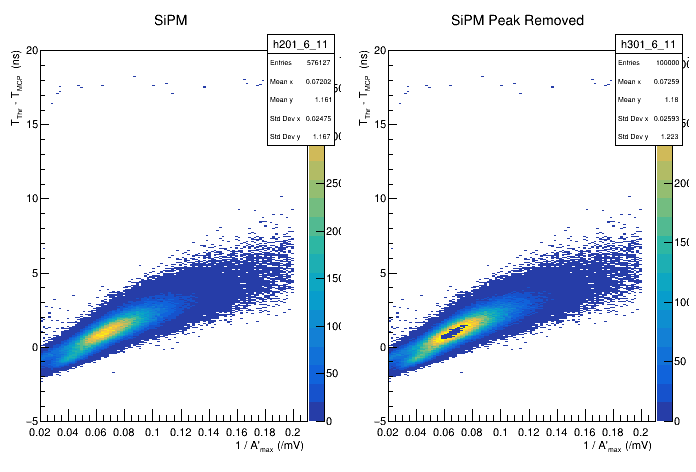 SiPM
T_Thr - T_MCP (ns)
20
15
10
5
0
−5
0.02 0.04 0.06 0.08 0.1 0.12 0.14 0.16 0.18 0.2
1 / A'_max (/mV)
h201_6_11
Entries 576127
Mean x 0.07202
Mean y 1.161
Std Dev x 0.02475
Std Dev y 1.167
250
200
150
100
50
0
SiPM Peak Removed
T_Thr - T_MCP (ns)
20
15
10
5
0
−5
0.02 0.04 0.06 0.08 0.1 0.12 0.14 0.16 0.18 0.2
1 / A'_max (/mV)
h301_6_11
Entries 100000
Mean x 0.07259
Mean y 1.18
Std Dev x 0.02593
Std Dev y 1.223
200
150
100
50
0